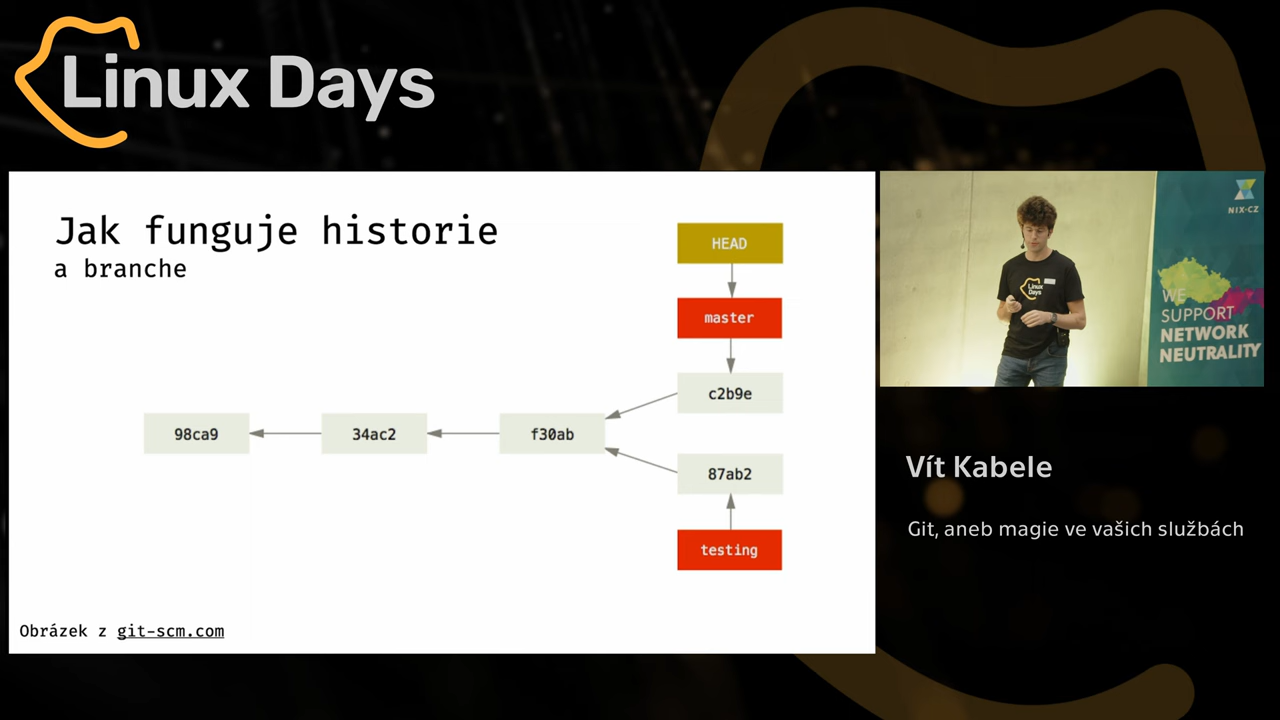 Linux Days
Jak funguje historie
a branche
HEAD
master
c2b9e
98ca9
34ac2
f30ab
87ab2
testing
Obrázek z git-scm.com
NIX·CZ
Linux
Days
WE
SUPPORT
NETWORK
NEUTRALITY
Vít Kabele
Git, aneb magie ve vašich službách